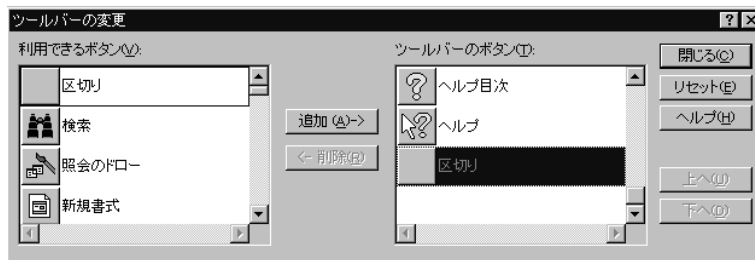 ツールバーの変更
利用できるボタン(V):
区切り
検索
照会のドロー
新規書式
追加 (A)->
<- 削除(R)
ツールバーのボタン(T):
ヘルプ目次
ヘルプ
区切り
閉じる(C)
リセット(E)
ヘルプ(H)
上へ(U)
下へ(D)